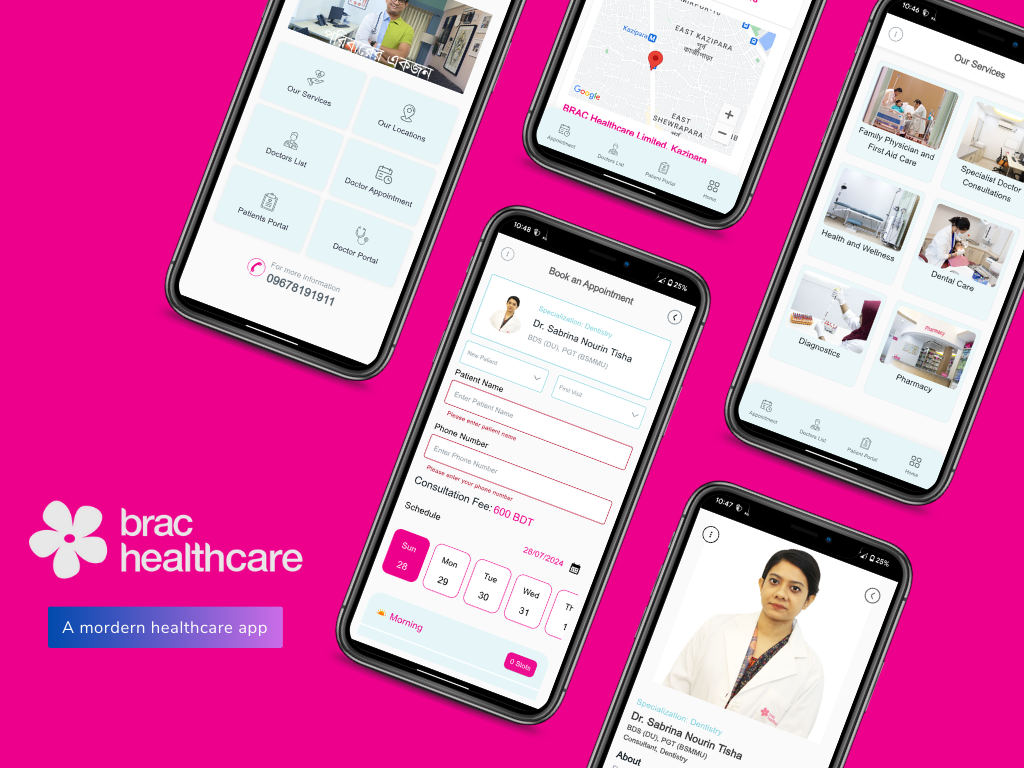 পরিবারের একজন
Our Services
Our Locations
Doctors List
Doctor Appointment
Patients Portal
Doctor Portal
For more information
09678191911
EAST KAZIPARA
পূর্ব
কাজীপাড়া
Kazipara
Google
EAST
SHEWRAPARA
পূর্ব
BRAC Healthcare Limited, Kazipara
Appointment
Doctors List
Patient Portal
Home
10:46
Our Services
Family Physician and
First Aid Care
Specialist Doctor
Consultations
Health and Wellness
Dental Care
Diagnostics
Pharmacy
Pharmacy
Appointment
Doctors List
Patient Portal
Home
10:48
25%
Book an Appointment
Specialization: Dentistry
Dr. Sabrina Nourin Tisha
BDS (DU), PGT (BSMMU)
New Patient
First Visit
Patient Name
Enter Patient Name
Please enter patient name
Phone Number
Enter Phone Number
Please enter your phone number
Consultation Fee: 600 BDT
Schedule
28/07/2024
Sun
28
Mon
29
Tue
30
Wed
31
Th
1
Morning
0 Slots
10:47
25%
Specialization: Dentistry
Dr. Sabrina Nourin Tisha
BDS (DU), PGT (BSMMU)
Consultant, Dentistry
About
brac
healthcare
A mordern healthcare app